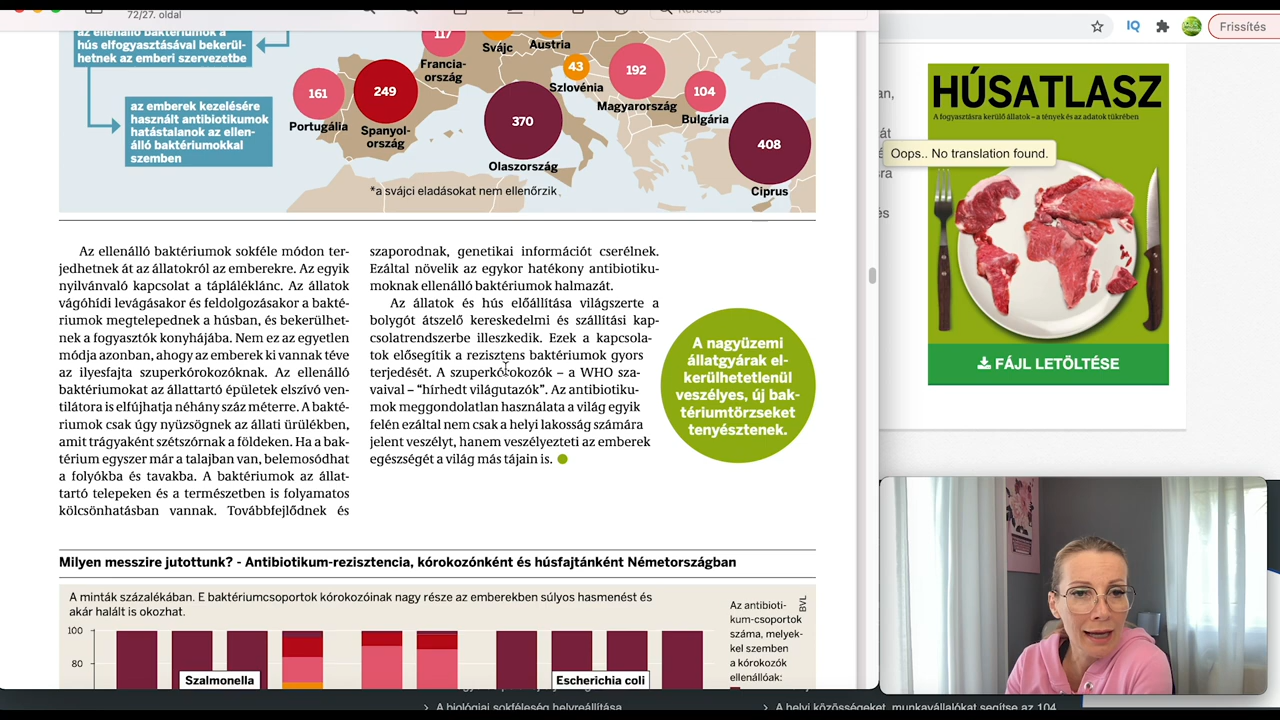 72/27. oldal
Keresés
az ellenálló baktériumok a
hús elfogyasztásával bekerül-
hetnek az emberi szervezetbe
az emberek kezelésére
használt antibiotikumok
hatástalanok az ellen-
álló baktériumokkal
szemben
117
Francia-
ország
Svájc
Austria
43
Szlovénia
192
Magyarország
104
Bulgária
161
Portugália
249
Spanyol-
ország
370
Olaszország
408
Ciprus
*a svájci eladásokat nem ellenőrzik
Az ellenálló baktériumok sokféle módon ter-
jedhetnek át az állatokról az emberekre. Az egyik
nyilvánvaló kapcsolat a tápláléklánc. Az állatok
vágóhídi levágásakor és feldolgozásakor a bakté-
riumok megtelepednek a húsban, és bekerülhet-
nek a fogyasztók konyhájába. Nem ez az egyetlen
módja azonban, ahogy az emberek ki vannak téve
az ilyesfajta szuperkórokozóknak. Az ellenálló
baktériumokat az állattartó épületek elszívó ven-
tilátora is elfújhatja néhány száz méterre. A bakté-
riumok csak úgy nyüzsögnek az állati ürülékben,
amit trágyaként szétszórnak a földeken. Ha a bak-
térium egyszer már a talajban van, belemosódhat
a folyókba és tavakba. A baktériumok az állat-
tartó telepeken és a természetben is folyamatos
kölcsönhatásban vannak. Továbbfejlődnek és
szaporodnak, genetikai információt cserélnek.
Ezáltal növelik az egykor hatékony antibiotiku-
moknak ellenálló baktériumok halmazát.
Az állatok és hús előállítása világszerte a
bolygót átszelő kereskedelmi és szállítási kap-
csolatrendszerbe illeszkedik. Ezek a kapcsola-
tok elősegítik a rezisztens baktériumok gyors
terjedését. A szuperkórokozók – a WHO sza-
vaival – “hírhedt világutazók”. Az antibiotiku-
mok meggondolatlan használata a világ egyik
felén ezáltal nem csak a helyi lakosság számára
jelent veszélyt, hanem veszélyezteti az emberek
egészségét a világ más tájain is.
A nagyüzemi
állatgyárak el-
kerülhetetlenül
veszélyes, új bak-
tériumtörzseket
tenyésztenek.
Milyen messzire jutottunk? - Antibiotikum-rezisztencia, kórokozónként és húsfajtánként Németországban
A minták százalékában. E baktériumcsoportok kórokozóinak nagy része az emberekben súlyos hasmenést és
akár halált is okozhat.
100
80
Szalmonella
Escherichia coli
BVL
Az antibioti-
kum-csoportok
száma, melyek-
kel szemben
a kórokozók
ellenállóak:
IQ
Frissítés
an,
át
Oops.. No translation found.
sra
és
HÚSATLASZ
A fogyasztásra kerülő állatok – a tények és az adatok tükrében
FÁJL LETÖLTÉSE
A biológiai sokféleség helyreállítása
A helyi közösségeket, munkavállalókat segítse az 104